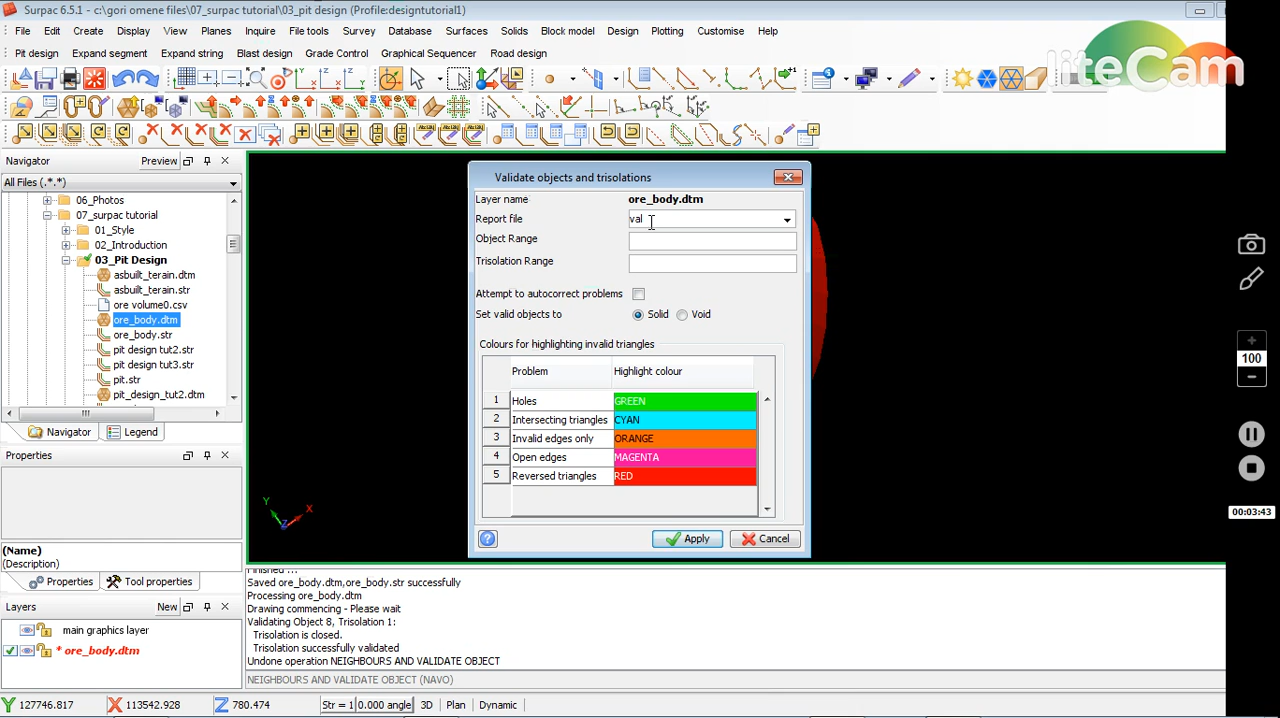 Surpac 6.5.1 - c:\gori omene files\07_surpac tutorial\03_pit design (Profile:designtutorial1)
File Edit Create Display View Planes Inquire File tools Survey Database Surfaces Solids Block model Design Plotting Customise Help
Pit design Expand segment Expand string Blast design Grade Control Graphical Sequencer Road design
liteCam
Navigator Preview
All Files (*.*)
06_Photos
07_surpac tutorial
01_Style
02_Introduction
03_Pit Design
asbuilt_terain.dtm
asbuilt_terain.str
ore volume0.csv
ore_body.dtm
ore_body.str
pit design tut2.str
pit design tut3.str
pit.str
pit_design_tut2.dtm
Navigator Legend
Properties
(Name)
(Description)
Properties Tool properties
Layers New
main graphics layer
* ore_body.dtm
Validate objects and trisolations
Layer name ore_body.dtm
Report file val
Object Range
Trisolation Range
Attempt to autocorrect problems
Set valid objects to Solid Void
Colours for highlighting invalid triangles
Problem Highlight colour
1 Holes GREEN
2 Intersecting triangles CYAN
3 Invalid edges only ORANGE
4 Open edges MAGENTA
5 Reversed triangles RED
Apply Cancel
Y X Z
Finished ...
Saved ore_body.dtm,ore_body.str successfully
Processing ore_body.dtm
Drawing commencing - Please wait
Validating Object 8, Trisolation 1:
Trisolation is closed.
Trisolation successfully validated
Undone operation NEIGHBOURS AND VALIDATE OBJECT
NEIGHBOURS AND VALIDATE OBJECT (NAVO)
Y 127746.817 X 113542.928 Z 780.474 Str = 1 0.000 angle 3D Plan Dynamic
100
00:03:43